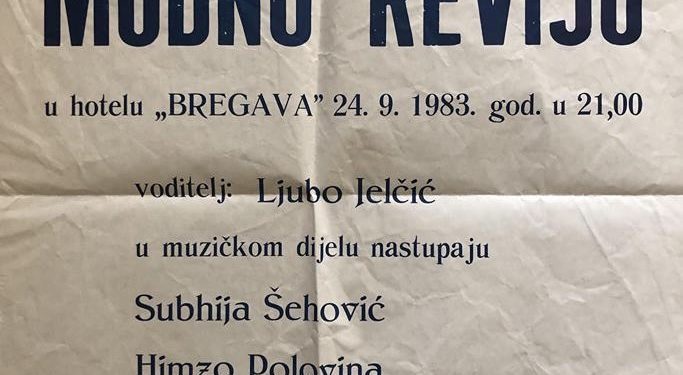 MODNU REVIJU
u hotelu „BREGAVA” 24. 9. 1983. god. u 21,00
voditelj: Ljubo Jelčić
u muzičkom dijelu nastupaju
Subhija Šehović
Himzo Polovina